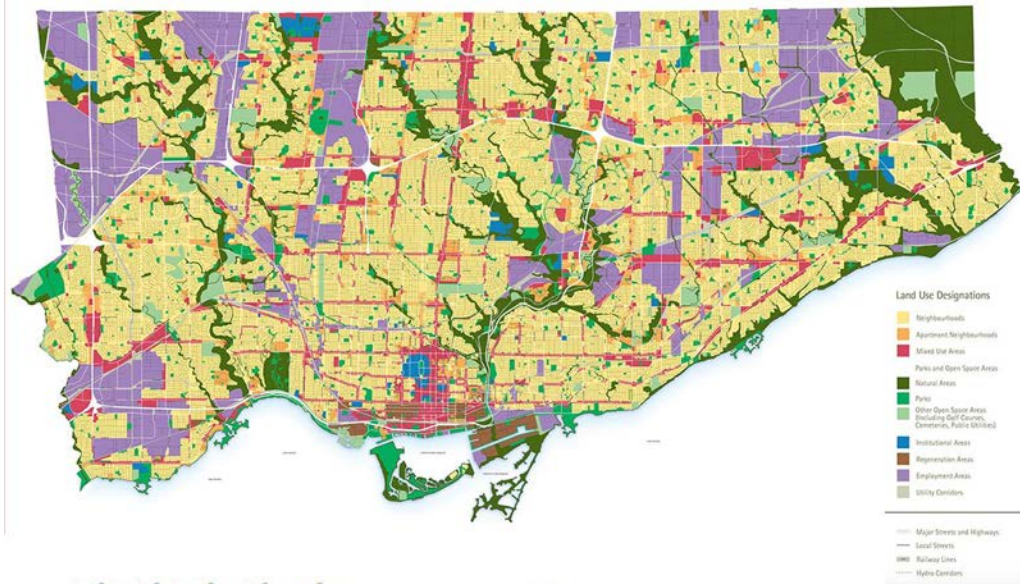 Land Use Designations
Neighbourhoods
Apartment Neighbourhoods
Mixed Use Areas
Parks and Open Space Areas
Natural Areas
Parks
Other Open Space Areas
(Including Golf Courses,
Cemeteries, Public Utilities)
Institutional Areas
Regeneration Areas
Employment Areas
Utility Corridors
Major Streets and Highways
Local Streets
Railway Lines
Hydro Corridors